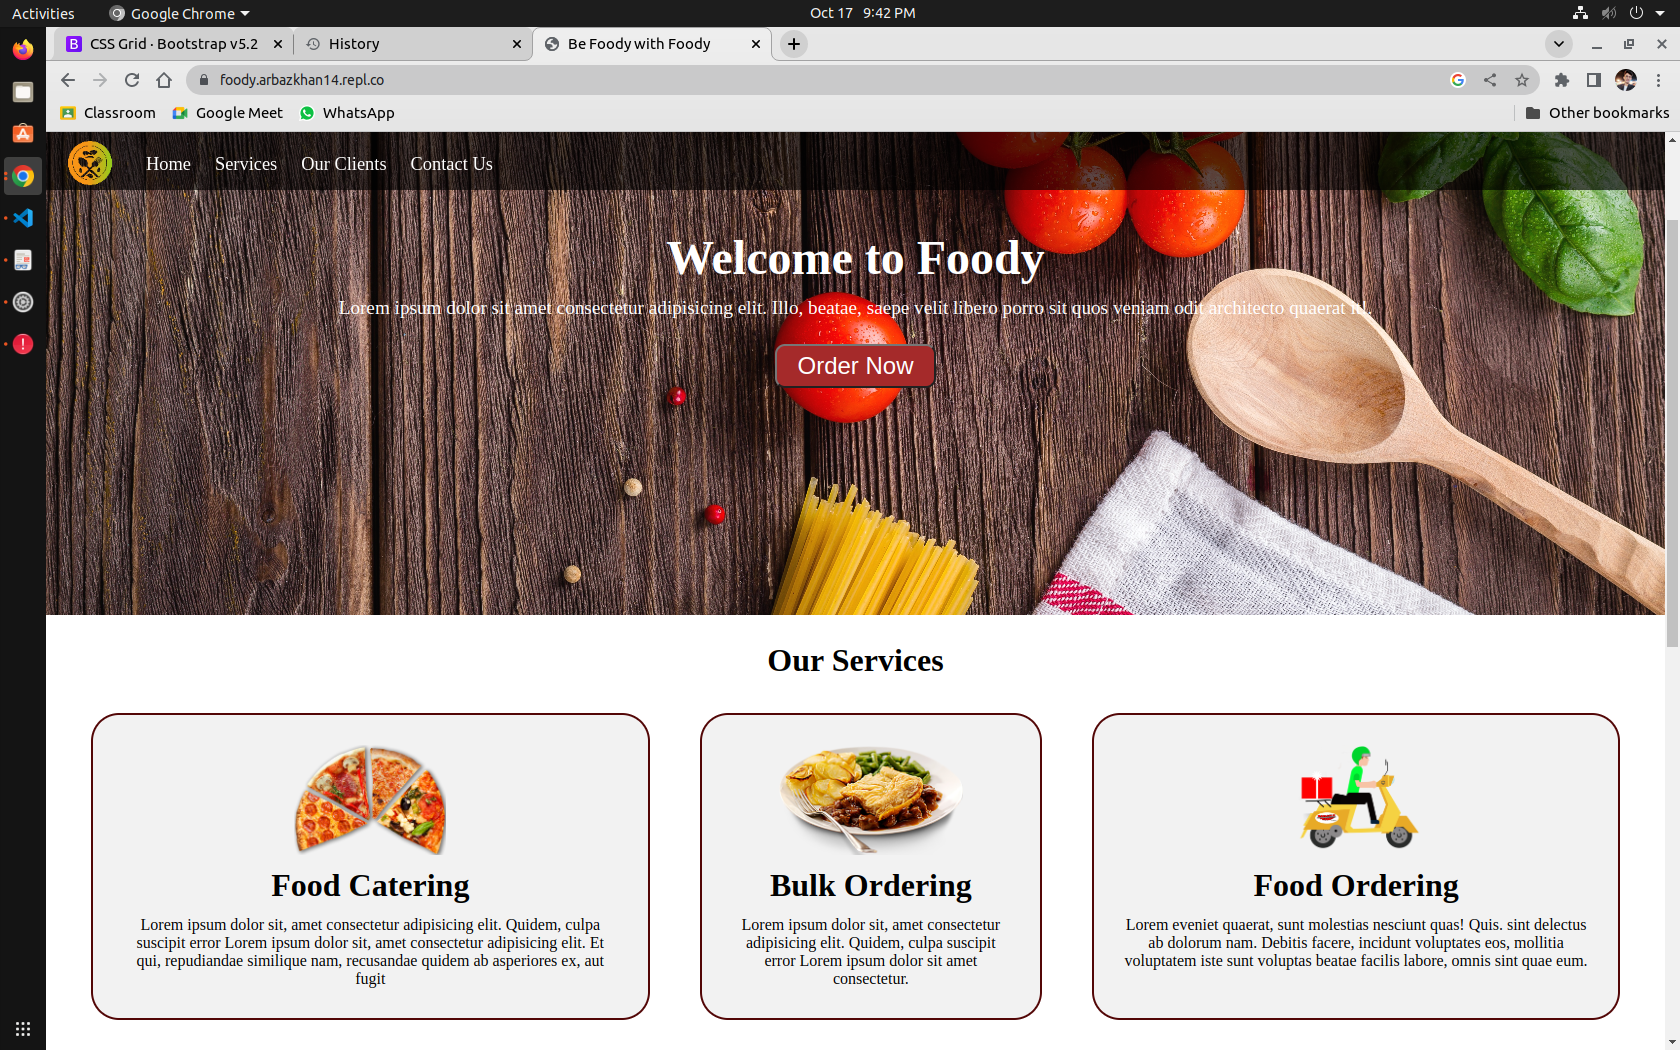 Activities
Google Chrome
Oct 17 9:42 PM
CSS Grid · Bootstrap v5.2
History
Be Foody with Foody
foody.arbazkhan14.repl.co
Classroom
Google Meet
WhatsApp
Other bookmarks
Home
Services
Our Clients
Contact Us
Welcome to Foody
Lorem ipsum dolor sit amet consectetur adipisicing elit. Illo, beatae, saepe velit libero porro sit quos veniam odit architecto quaerat
Order Now
Our Services
Food Catering
Lorem ipsum dolor sit, amet consectetur adipisicing elit. Quidem, culpa
suscipit error Lorem ipsum dolor sit, amet consectetur adipisicing elit. Et
qui, repudiandae similique nam, recusandae quidem ab asperiores ex, aut
fugit
Bulk Ordering
Lorem ipsum dolor sit, amet consectetur
adipisicing elit. Quidem, culpa suscipit
error Lorem ipsum dolor sit amet
consectetur.
Food Ordering
Lorem eveniet quaerat, sunt molestias nesciunt quas! Quis. sint delectus
ab dolorum nam. Debitis facere, incidunt voluptates eos, mollitia
voluptatem iste sunt voluptas beatae facilis labore, omnis sint quae eum.